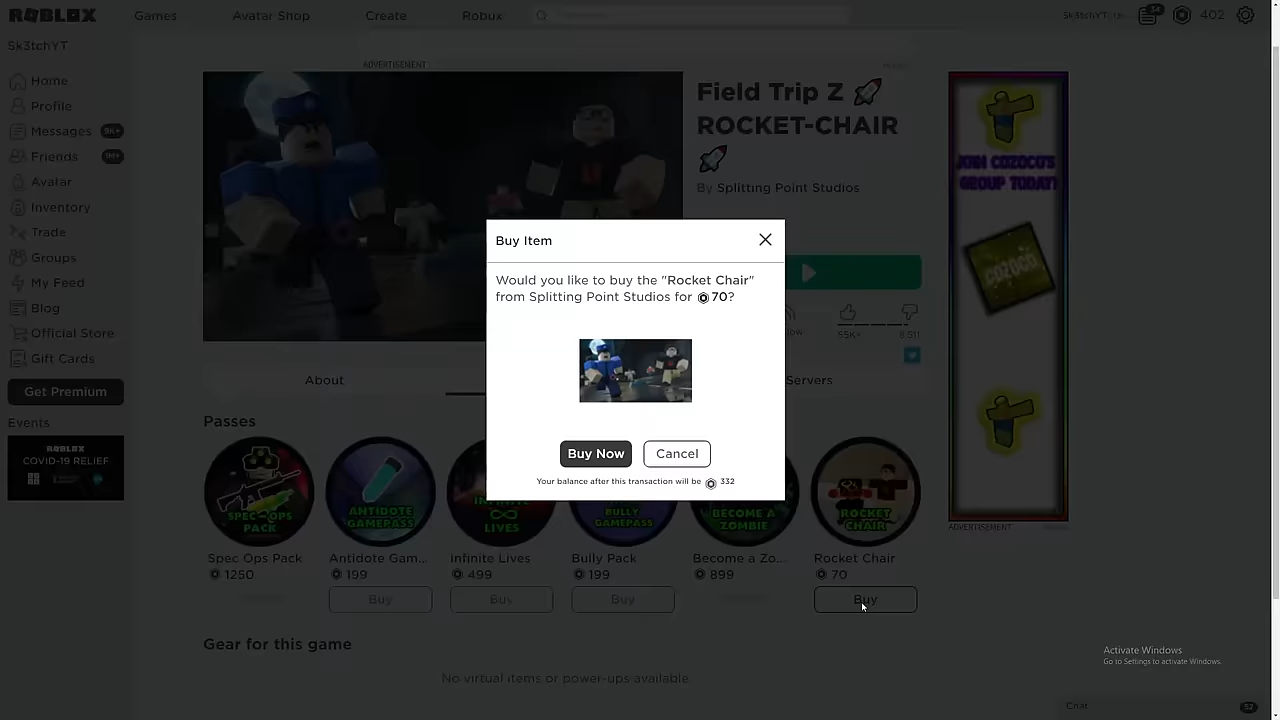 ROBLOX
Games
Avatar Shop
Create
Robux
Sk3tchYT
402
Sk3tchYT
Home
Profile
Messages 9K+
Friends 1M+
Avatar
Inventory
Trade
Groups
My Feed
Blog
Official Store
Gift Cards
Get Premium
Events
ROBLOX
COVID-19 RELIEF
ADVERTISEMENT
Field Trip Z 🚀
ROCKET-CHAIR
🚀
By Splitting Point Studios
JOIN COZOCO'S
GROUP TODAY!
COZOCO
ADVERTISEMENT
Buy Item
Would you like to buy the "Rocket Chair"
from Splitting Point Studios for 70?
Buy Now
Cancel
Your balance after this transaction will be 332
About
Servers
55K+
Passes
SPEC-OPS
PACK
ANTIDOTE
GAMEPASS
INFINITE
∞
LIVES
BULLY
GAMEPASS
BECOME A
ZOMBIE
ROCKET
CHAIR
Spec Ops Pack
Antidote Gam...
Infinite Lives
Bully Pack
Become a Zo...
Rocket Chair
1250
199
499
199
899
70
Buy
Buy
Buy
Buy
Gear for this game
No virtual items or power-ups available.
Activate Windows
Go to Settings to activate Windows.
Chat